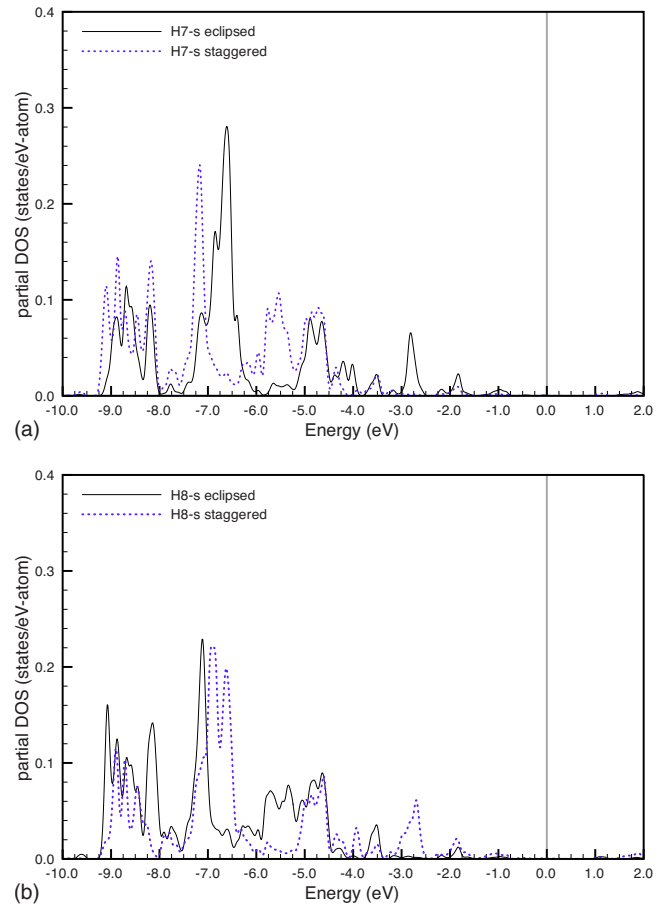 0.4
H7-s eclipsed
H7-s staggered
0.3
0.2
0.1
0.0
partial DOS (states/eV-atom)
-10.0 -9.0 -8.0 -7.0 -6.0 -5.0 -4.0 -3.0 -2.0 -1.0 0.0 1.0 2.0
(a)
Energy (eV)
0.4
H8-s eclipsed
H8-s staggered
0.3
0.2
0.1
0.0
partial DOS (states/eV-atom)
-10.0 -9.0 -8.0 -7.0 -6.0 -5.0 -4.0 -3.0 -2.0 -1.0 0.0 1.0 2.0
(b)
Energy (eV)